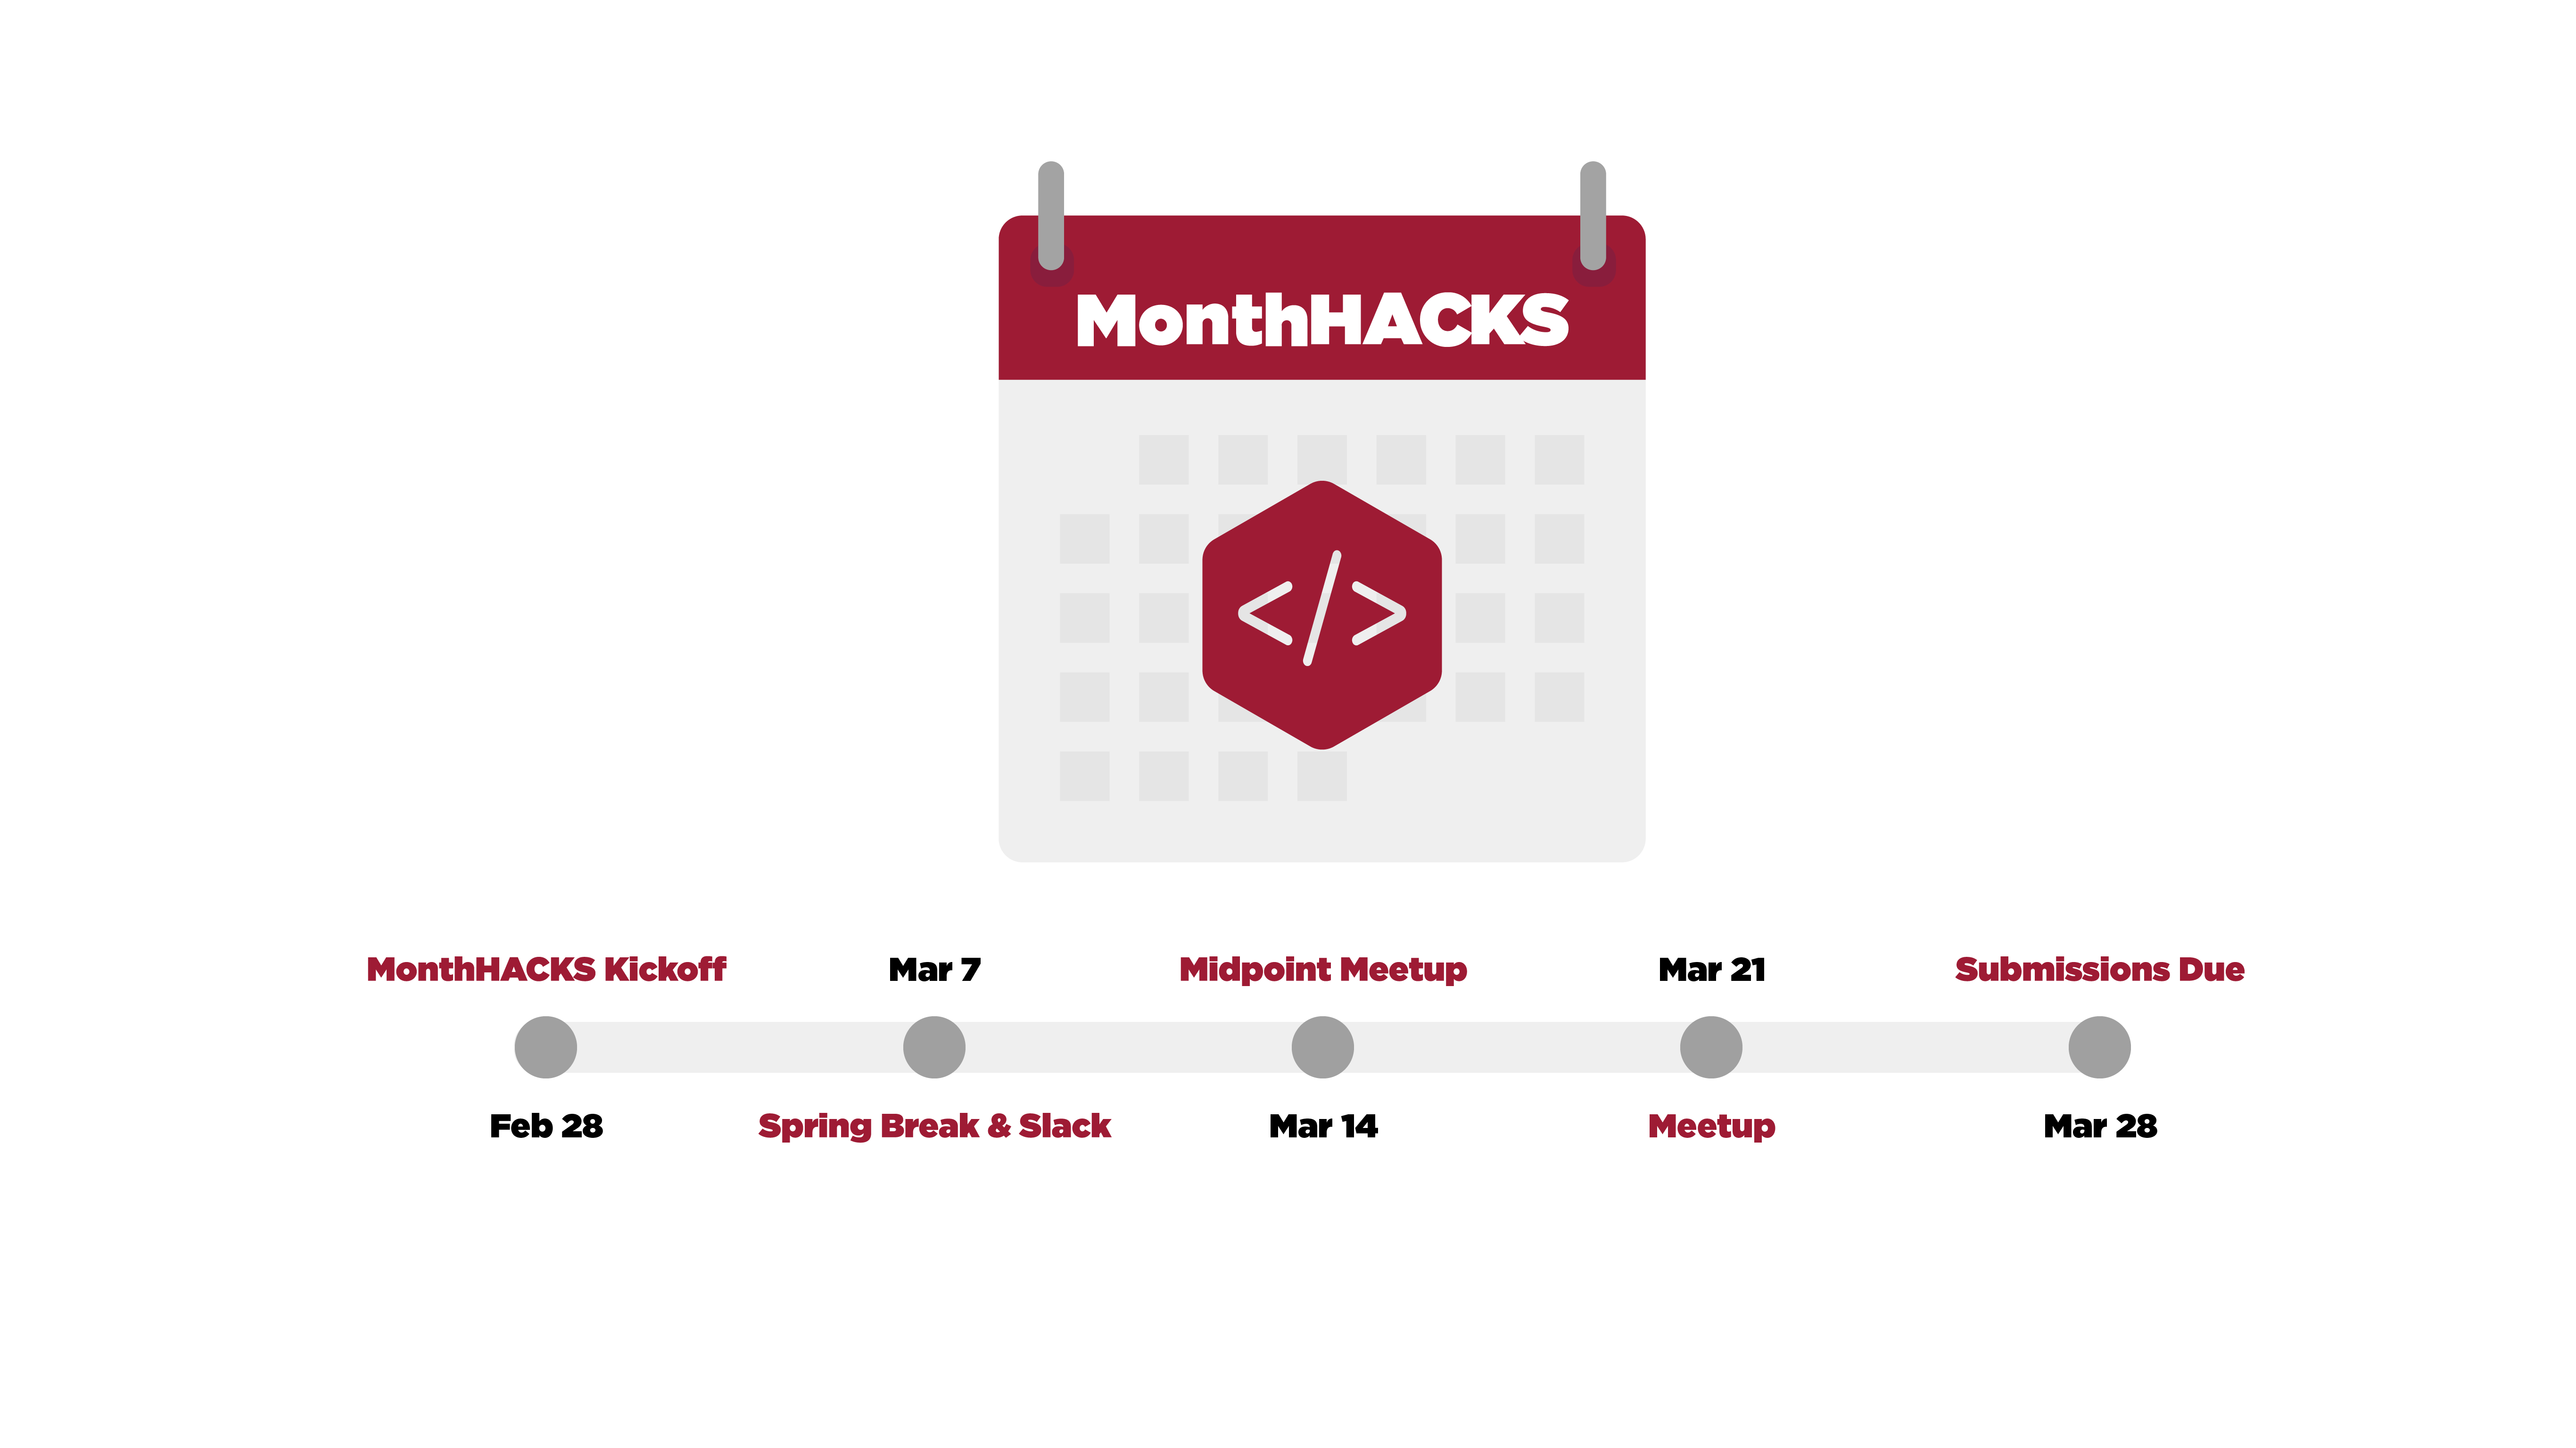 MonthHACKS
</>
MonthHACKS Kickoff
Mar 7
Midpoint Meetup
Mar 21
Submissions Due
Feb 28
Spring Break & Slack
Mar 14
Meetup
Mar 28